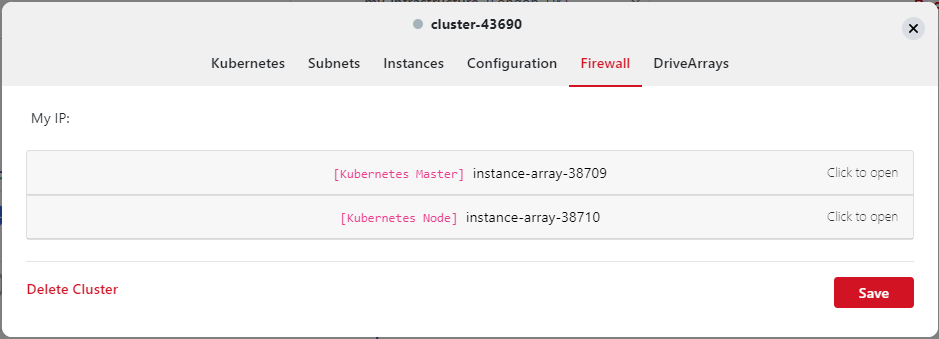 cluster-43690
Kubernetes Subnets Instances Configuration Firewall DriveArrays
My IP:
[Kubernetes Master] instance-array-38709 Click to open
[Kubernetes Node] instance-array-38710 Click to open
Delete Cluster Save